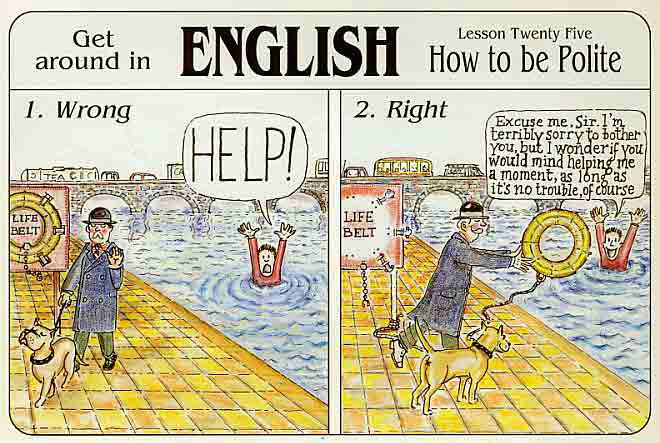 Get
around in
ENGLISH
Lesson Twenty Five
How to be Polite
1. Wrong
HELP!
LIFE
BELT
2. Right
Excuse me, Sir. I'm
terribly sorry to bother
you, but I wonder if you
would mind helping me
a moment, as long as
it's no trouble, of course
LIFE
BELT